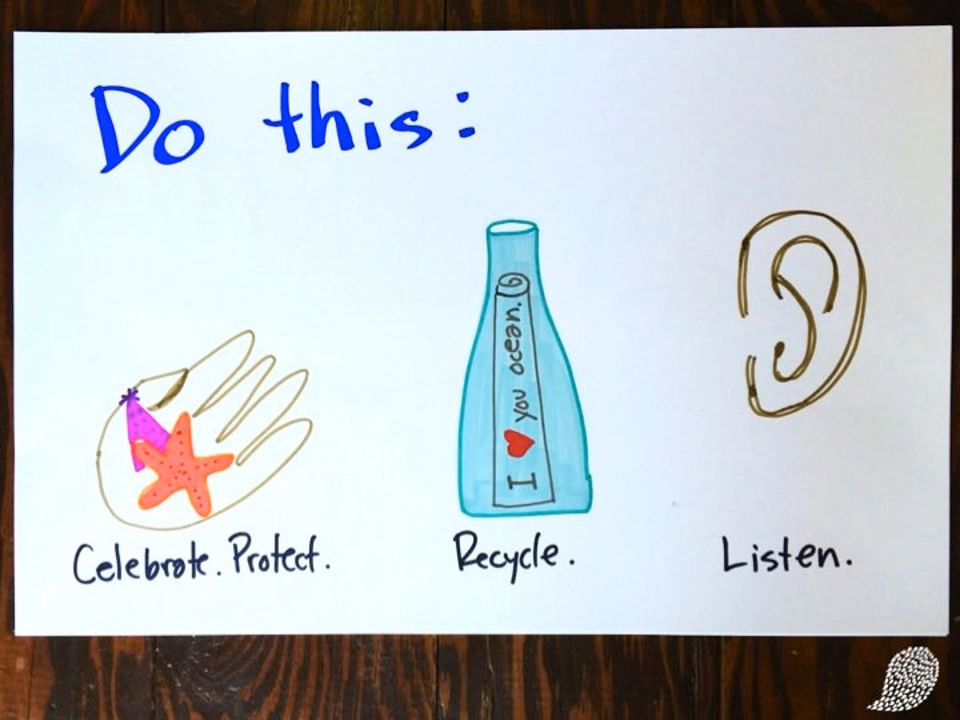 Do this:
I ❤ you ocean.
Celebrate. Protect.
Recycle.
Listen.